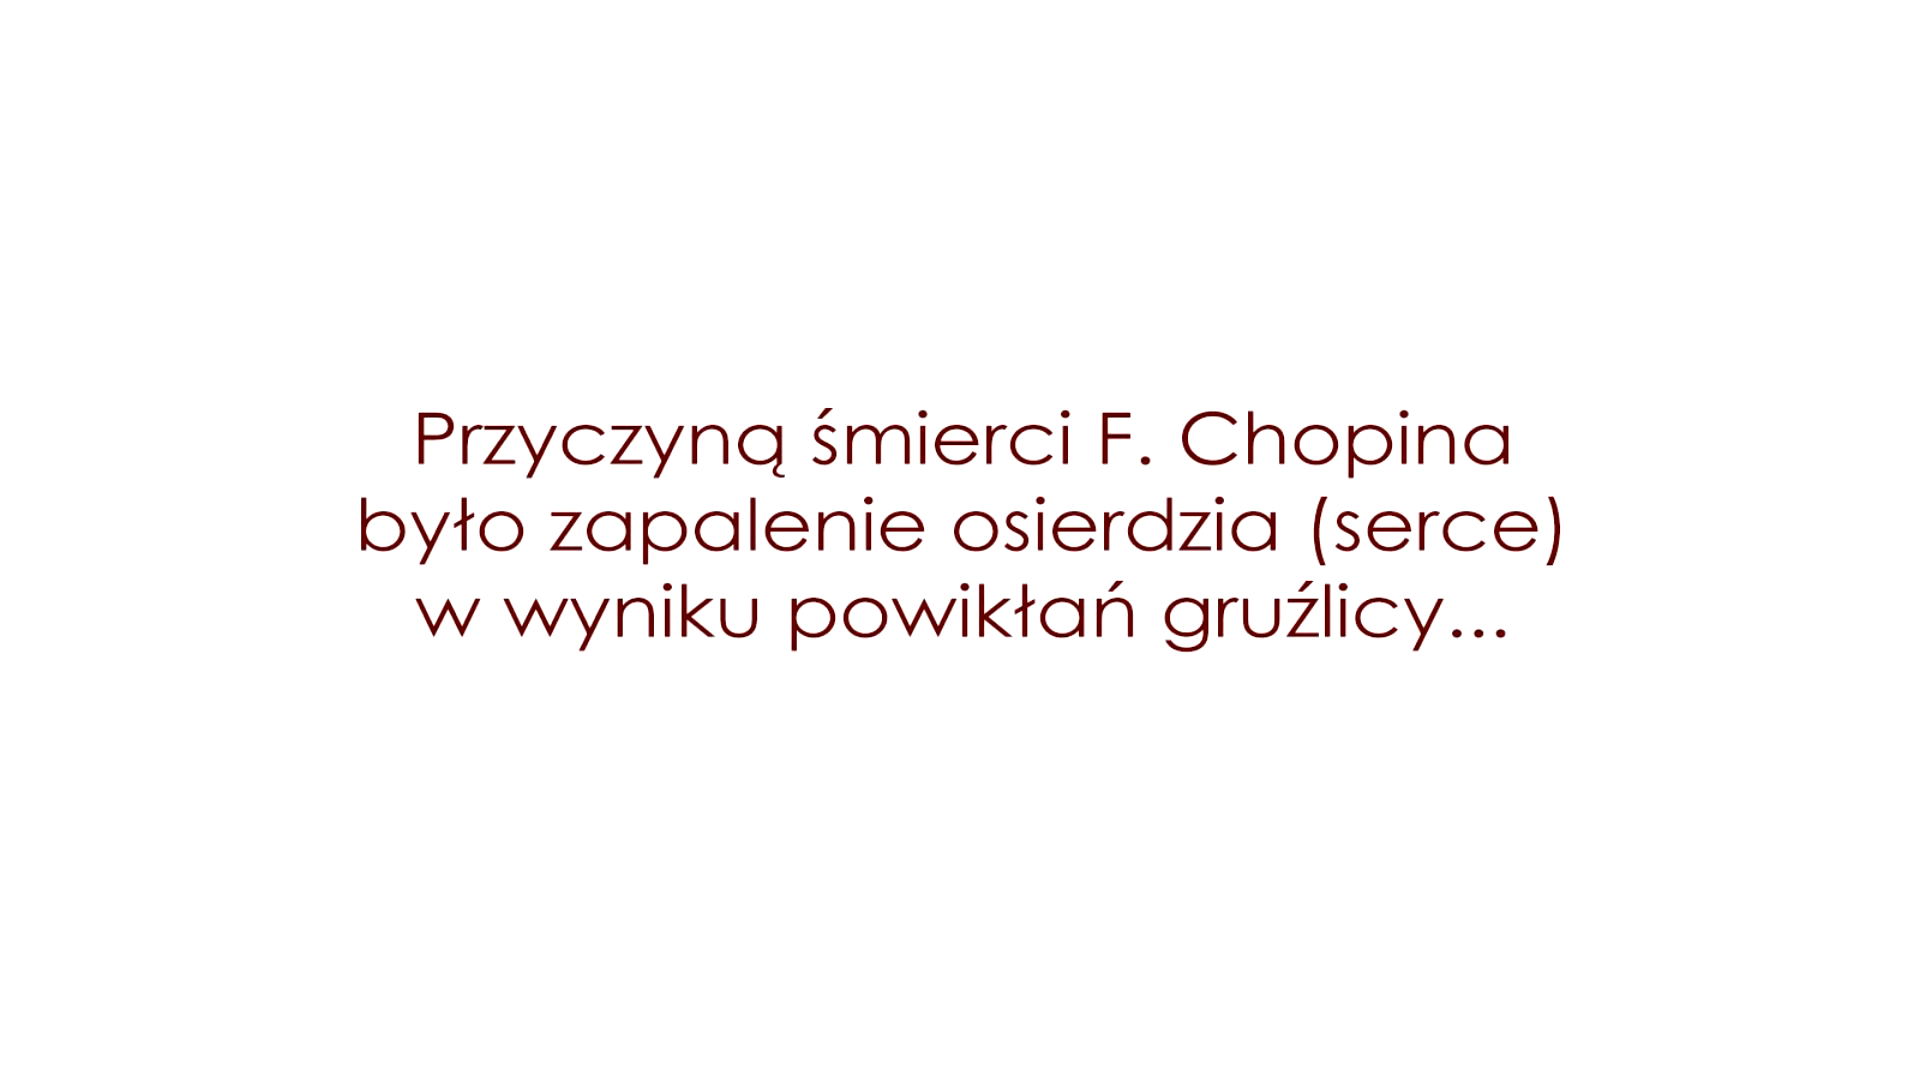 Przyczyną śmierci F. Chopina
było zapalenie osierdzia (serce)
w wyniku powikłań gruźlicy...